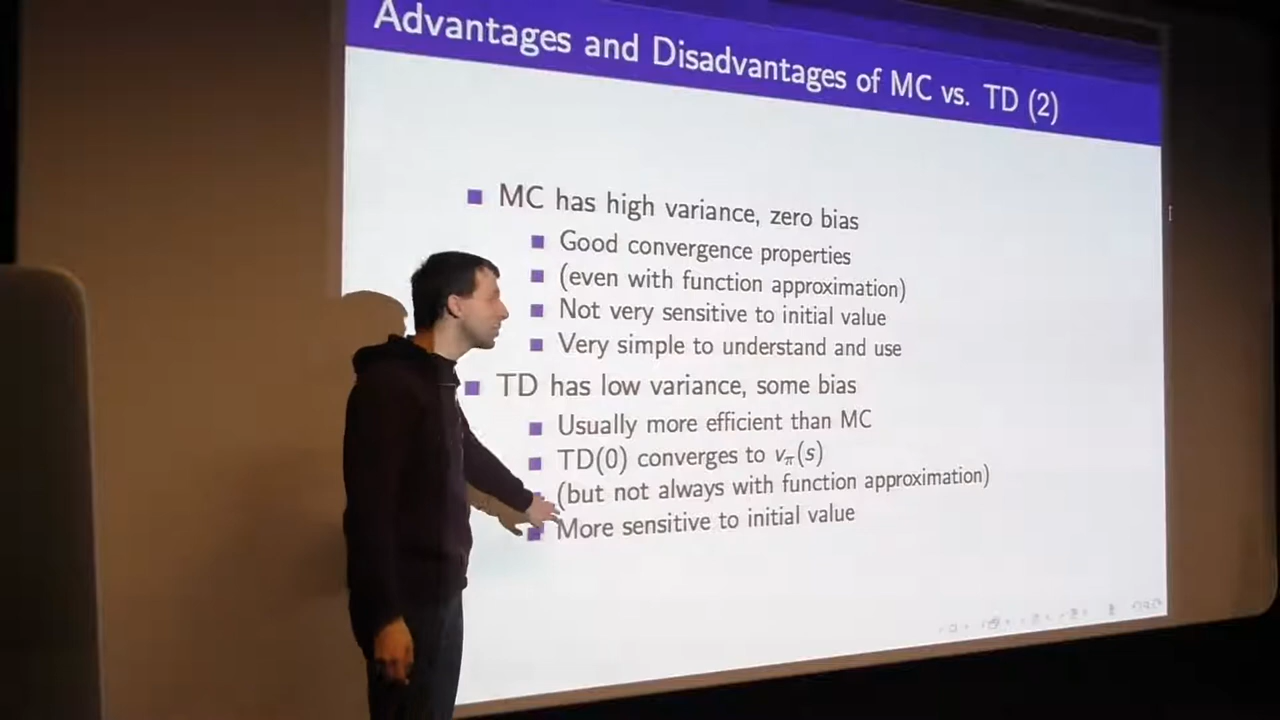 Advantages and Disadvantages of MC vs. TD (2)
MC has high variance, zero bias
Good convergence properties
(even with function approximation)
Not very sensitive to initial value
Very simple to understand and use
TD has low variance, some bias
Usually more efficient than MC
TD(0) converges to vπ(s)
(but not always with function approximation)
More sensitive to initial value